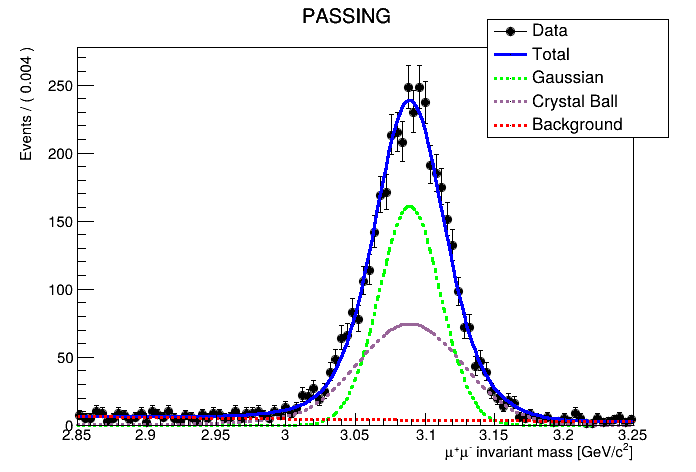 PASSING
Data
Total
Gaussian
Crystal Ball
Background
Events / ( 0.004 )
250
200
150
100
50
0
2.85 2.9 2.95 3 3.05 3.1 3.15 3.2 3.25
μ⁺μ⁻ invariant mass [GeV/c²]